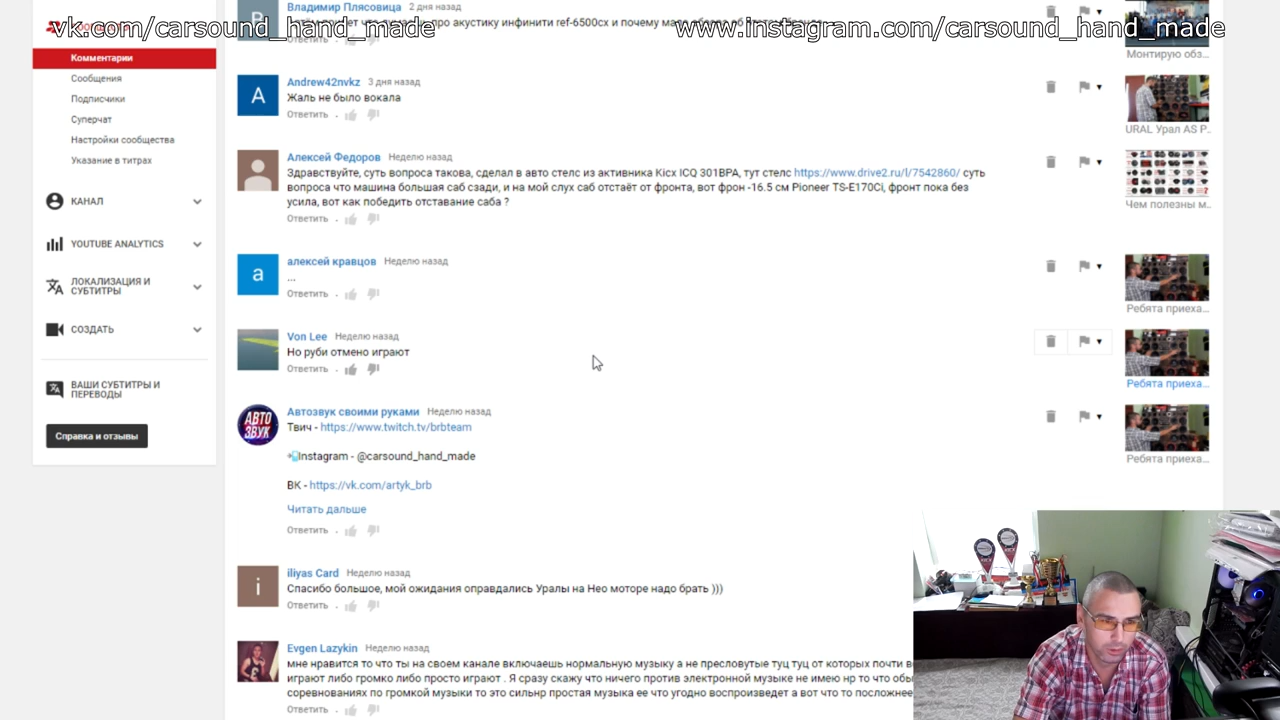 vk.com/carsound_hand_made
www.instagram.com/carsound_hand_made
Комментарии
Сообщения
Подписчики
Суперчат
Настройки сообщества
Указание в титрах
КАНАЛ
YOUTUBE ANALYTICS
ЛОКАЛИЗАЦИЯ И
СУБТИТРЫ
СОЗДАТЬ
ВАШИ СУБТИТРЫ И
ПЕРЕВОДЫ
Справка и отзывы
Владимир Плясовица 2 дня назад
про акустику инфинити ref-6500cx и почему
Ответить
Монтирую обз...
A
Andrew42nvkz 3 дня назад
Жаль не было вокала
Ответить
URAL Урал AS P...
Алексей Федоров Неделю назад
Здравствуйте, суть вопроса такова, сделал в авто стелс из активника Kicx ICQ 301BPA, тут стелс https://www.drive2.ru/l/7542860/ суть
вопроса что машина большая саб сзади, и на мой слух саб отстаёт от фронта, вот фрон -16.5 см Pioneer TS-E170Ci, фронт пока без
усила, вот как победить отставание саба ?
Ответить
Чем полезны м...
а
алексей кравцов Неделю назад
...
Ответить
Ребята приеха...
Von Lee Неделю назад
Но руби отмено играют
Ответить
Ребята приеха...
АВТО
ЗВУК
Автозвук своими руками Неделю назад
Твич - https://www.twitch.tv/brbteam
Instagram - @carsound_hand_made
ВК - https://vk.com/artyk_brb
Читать дальше
Ответить
Ребята приеха...
i
iliyas Card Неделю назад
Спасибо большое, мой ожидания оправдались Уралы на Нео моторе надо брать )))
Ответить
Evgen Lazykin Неделю назад
мне нравится то что ты на своем канале включаешь нормальную музыку а не пресловутые туц туц от которых почти
играют либо громко либо просто играют . Я сразу скажу что ничего против электронной музыке не имею нр то что
соревнованиях по громкой музыки то это сильнр простая музыка ее что угодно воспроизведет а вот что то
Ответить